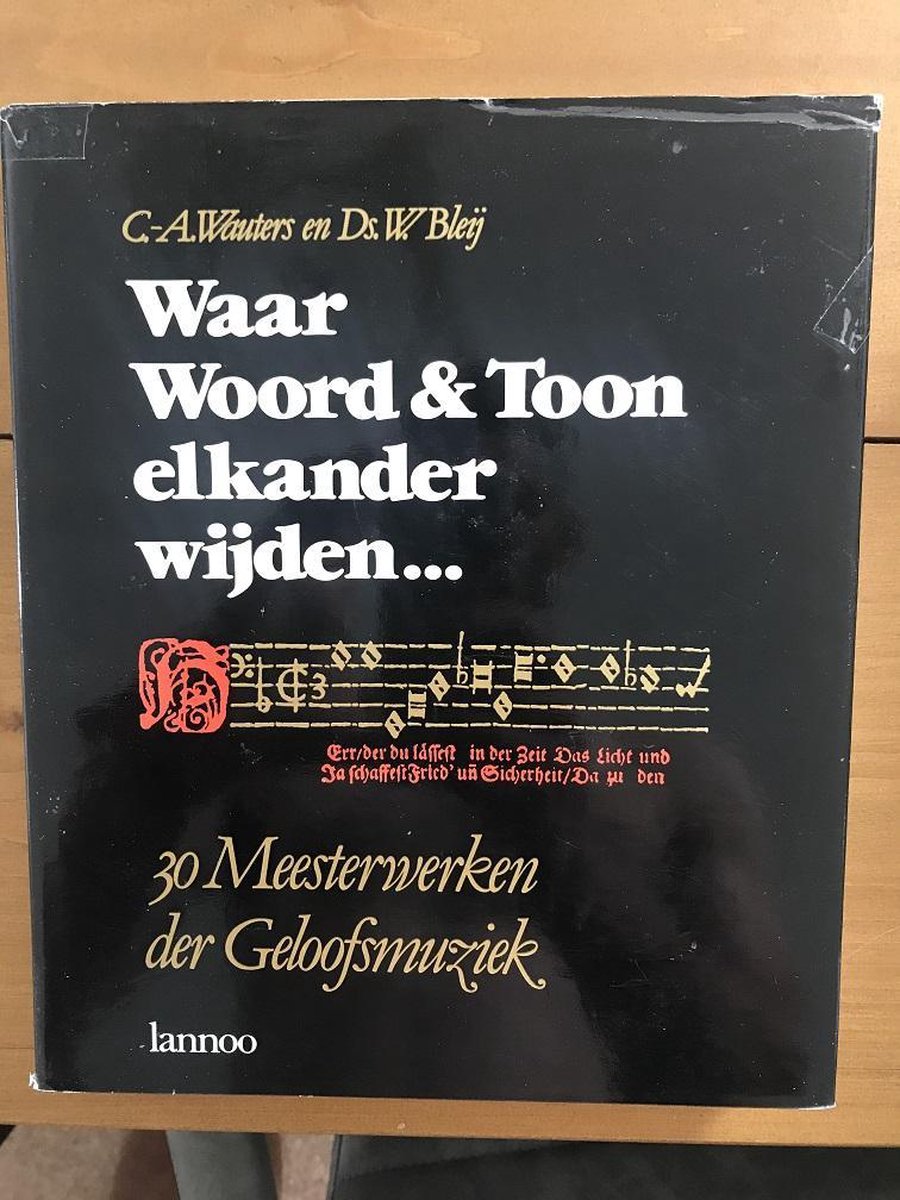 C.-A. Wauters en Ds. W. Bleij
Waar
Woord & Toon
elkander
wijden...
Err/der du lässest in der Zeit Das Licht und
Ja schaffest Fried' un̄ Sicherheit/Da zu den
30 Meesterwerken
der Geloofsmuziek
lannoo